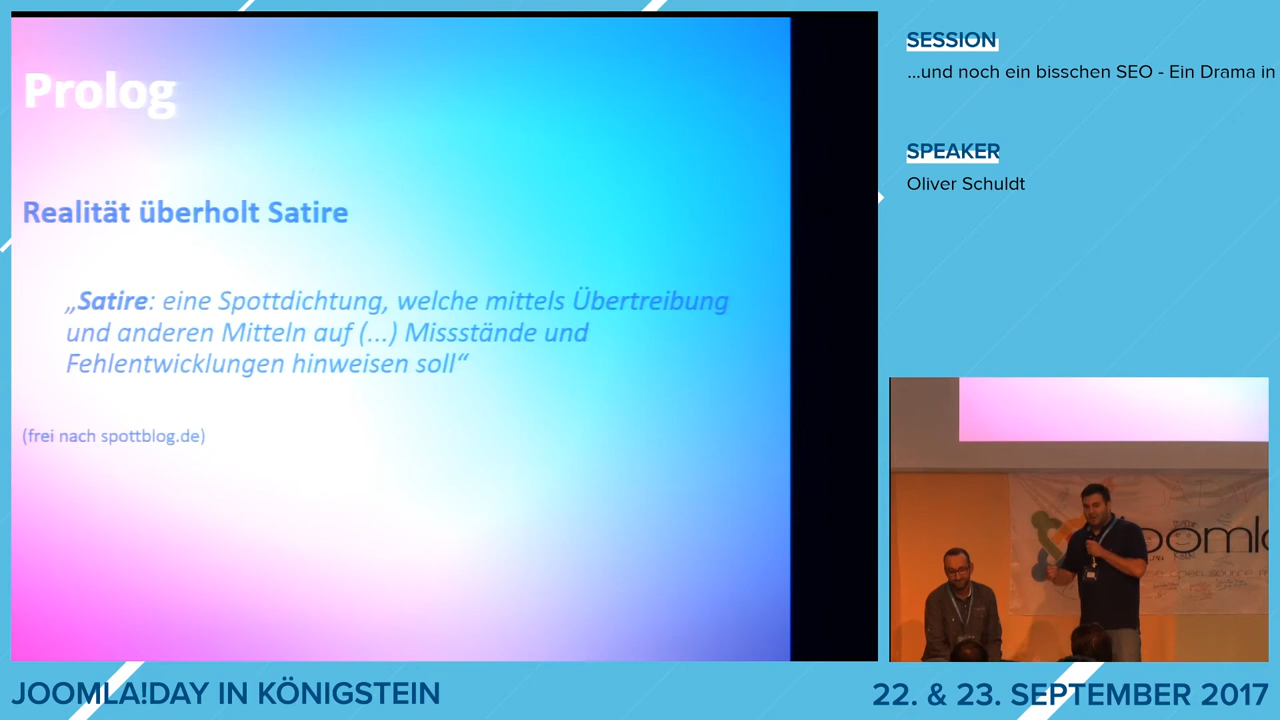 Prolog
Realität überholt Satire
„Satire: eine Spottdichtung, welche mittels Übertreibung
und anderen Mitteln auf (...) Missstände und
Fehlentwicklungen hinweisen soll“
(frei nach spottblog.de)
SESSION
...und noch ein bisschen SEO - Ein Drama in
SPEAKER
Oliver Schuldt
JOOMLA!DAY IN KÖNIGSTEIN
22. & 23. SEPTEMBER 2017